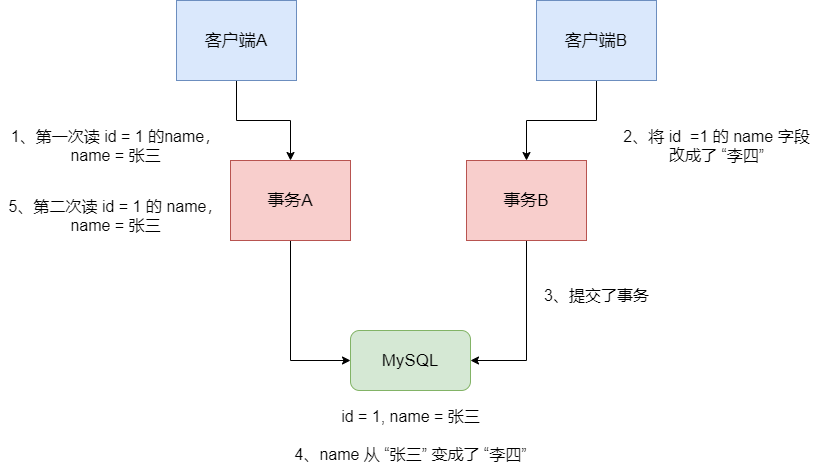 客户端A
客户端B
1、第一次读 id = 1 的name，
name = 张三
2、将 id =1 的 name 字段
改成了 “李四”
事务A
事务B
5、第二次读 id = 1 的 name，
name = 张三
3、提交了事务
MySQL
id = 1, name = 张三
4、name 从 “张三” 变成了 “李四”